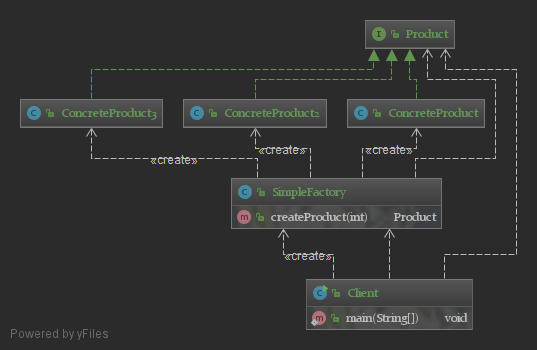 Product
ConcreteProduct3
ConcreteProduct2
ConcreteProduct
«create»
«create»
«create»
SimpleFactory
createProduct(int) Product
«create»
Client
main(String[]) void
Powered by yFiles